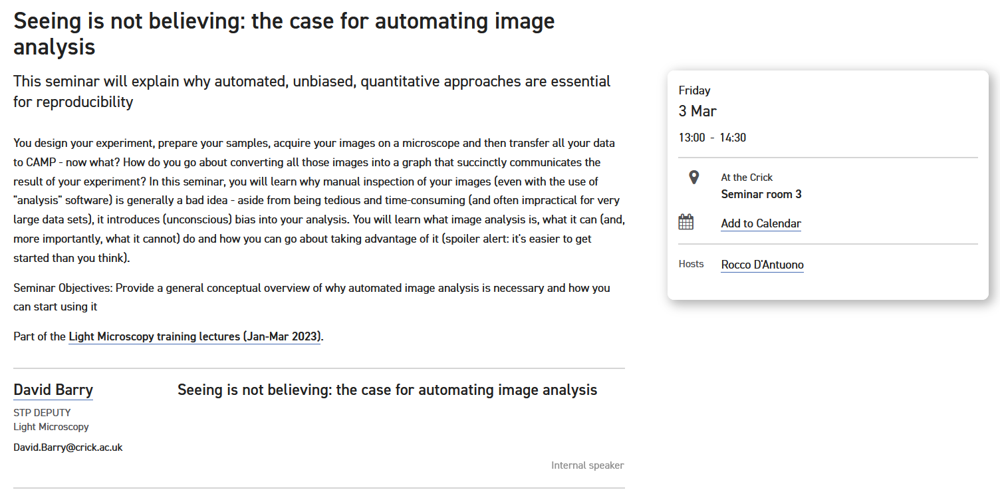 Seeing is not believing: the case for automating image
analysis
This seminar will explain why automated, unbiased, quantitative approaches are essential
for reproducibility
You design your experiment, prepare your samples, acquire your images on a microscope and then transfer all your data
to CAMP - now what? How do you go about converting all those images into a graph that succinctly communicates the
result of your experiment? In this seminar, you will learn why manual inspection of your images (even with the use of
"analysis" software) is generally a bad idea - aside from being tedious and time-consuming (and often impractical for very
large data sets), it introduces (unconscious) bias into your analysis. You will learn what image analysis is, what it can (and,
more importantly, what it cannot) do and how you can go about taking advantage of it (spoiler alert: it's easier to get
started than you think).
Seminar Objectives: Provide a general conceptual overview of why automated image analysis is necessary and how you
can start using it
Part of the Light Microscopy training lectures (Jan-Mar 2023).
David Barry
STP DEPUTY
Light Microscopy
David.Barry@crick.ac.uk
Seeing is not believing: the case for automating image analysis
Internal speaker
Friday
3 Mar
13:00 - 14:30
At the Crick
Seminar room 3
Add to Calendar
Hosts Rocco D'Antuono